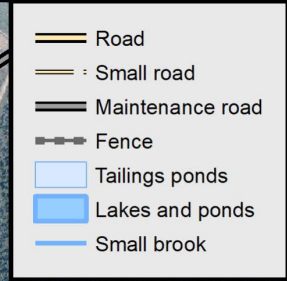 Road
Small road
Maintenance road
Fence
Tailings ponds
Lakes and ponds
Small brook